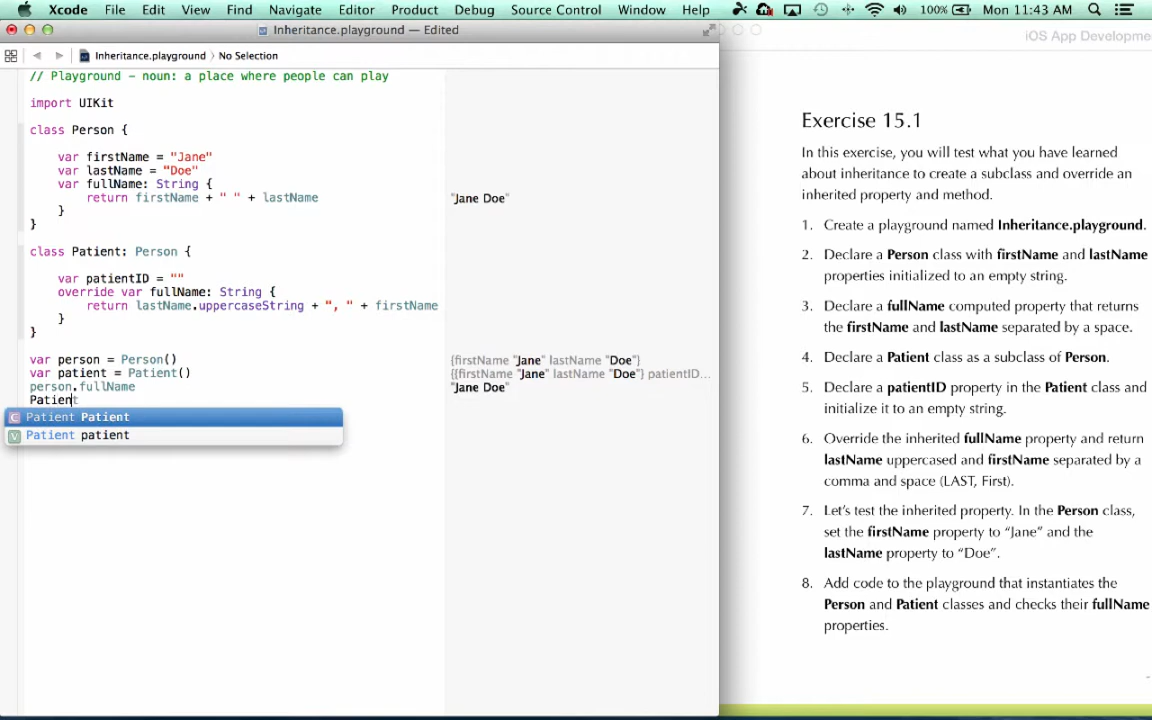 Xcode File Edit View Find Navigate Editor Product Debug Source Control Window Help 100% Mon 11:43 AM
Inheritance.playground — Edited
Inheritance.playground › No Selection
// Playground - noun: a place where people can play
import UIKit
class Person {
var firstName = "Jane"
var lastName = "Doe"
var fullName: String {
return firstName + " " + lastName
"Jane Doe"
}
}
class Patient: Person {
var patientID = ""
override var fullName: String {
return lastName.uppercaseString + ", " + firstName
}
}
var person = Person()
{firstName "Jane" lastName "Doe"}
var patient = Patient()
{{firstName "Jane" lastName "Doe"} patientID...
person.fullName
"Jane Doe"
Patient
C Patient Patient
V Patient patient
iOS App Developme
Exercise 15.1
In this exercise, you will test what you have learned
about inheritance to create a subclass and override an
inherited property and method.
1. Create a playground named Inheritance.playground.
2. Declare a Person class with firstName and lastName
properties initialized to an empty string.
3. Declare a fullName computed property that returns
the firstName and lastName separated by a space.
4. Declare a Patient class as a subclass of Person.
5. Declare a patientID property in the Patient class and
initialize it to an empty string.
6. Override the inherited fullName property and return
lastName uppercased and firstName separated by a
comma and space (LAST, First).
7. Let's test the inherited property. In the Person class,
set the firstName property to “Jane” and the
lastName property to “Doe”.
8. Add code to the playground that instantiates the
Person and Patient classes and checks their fullName
properties.